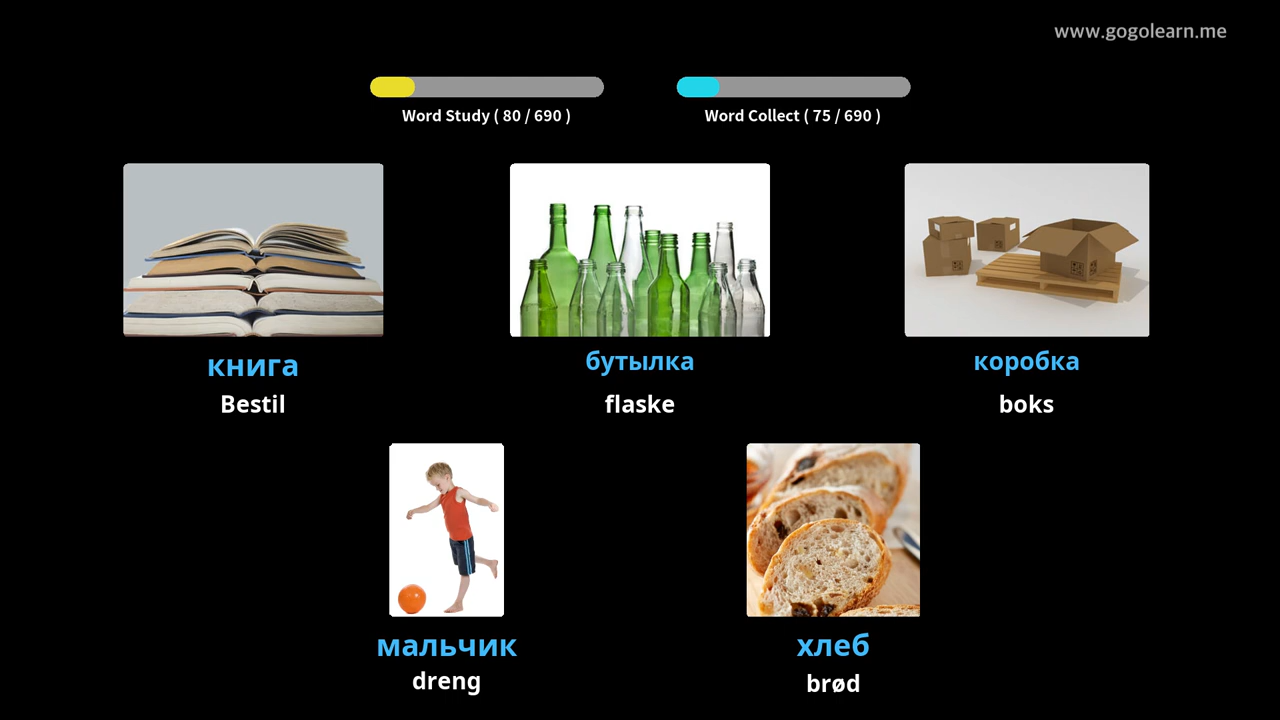 www.gogolearn.me
Word Study ( 80 / 690 )
Word Collect ( 75 / 690 )
книга
Bestil
бутылка
flaske
коробка
boks
мальчик
dreng
хлеб
brød